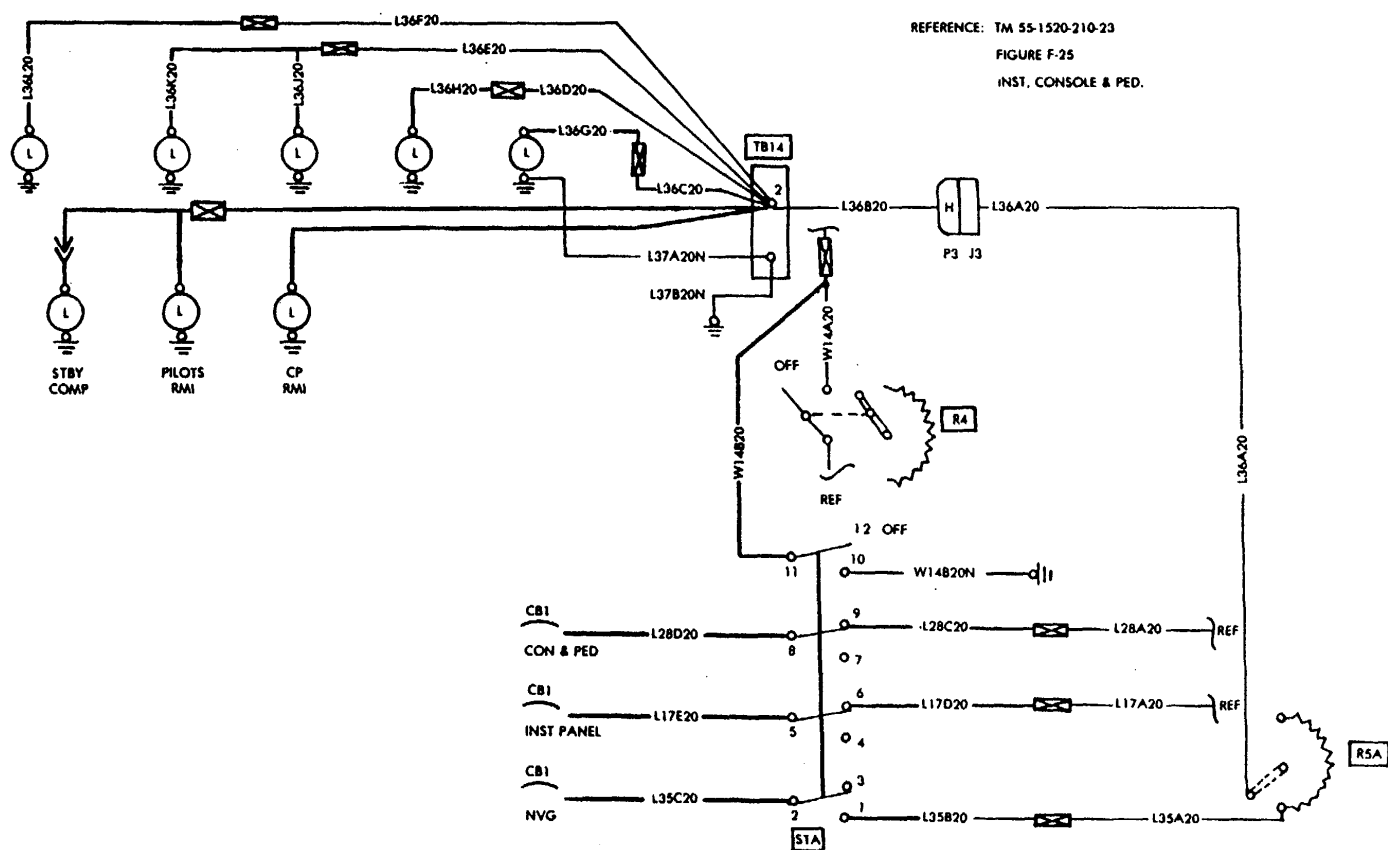 L36F20
REFERENCE: TM 55-1520-210-23
FIGURE F-25
INST, CONSOLE & PED.
L36E20
L36L20
L36K20
L36J20
L36H20
L36D20
L36G20
TB14
L
L
L
L
L
L36C20
2
L36B20
H
L36A20
P3 J3
L37A20N
L37B20N
L
L
L
STBY
COMP
PILOTS
RMI
CP
RMI
W14A20
OFF
R4
W14B20
REF
L36A20
12 OFF
11
10
W14B20N
CB1
L28D20
8
9
L28C20
L28A20
REF
CON & PED
7
CB1
L17E20
5
6
L17D20
L17A20
REF
INST PANEL
4
R5A
CB1
L35C20
2
3
NVG
1
L35B20
L35A20
S1A